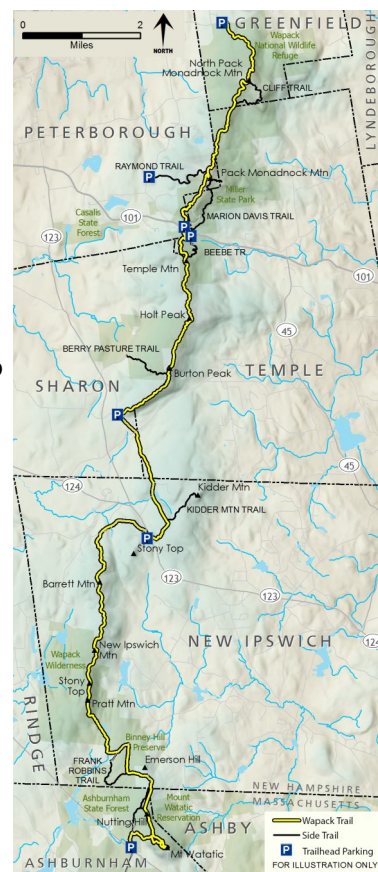 0 2
Miles
NORTH
GREENFIELD
Wapack
National Wildlife
Refuge
LYNDEBOROUGH
North Pack
Monadnock Mtn
CLIFF TRAIL
PETERBOROUGH
RAYMOND TRAIL
Pack Monadnock Mtn
Miller
State Park
Casalis
State
Forest
101
MARION DAVIS TRAIL
123
101
BEEBE TR
Temple Mtn
Holt Peak
45
BERRY PASTURE TRAIL
TEMPLE
Burton Peak
SHARON
45
124
Kidder Mtn
KIDDER MTN TRAIL
Stony Top
123
123
Barrett Mtn
124
NEW IPSWICH
New Ipswich
Mtn
Wapack
Wilderness
Stony
Top
Pratt Mtn
RINDGE
Binney Hill
Preserve
FRANK
ROBBINS
TRAIL
Emerson Hill
NEW HAMPSHIRE
MASSACHUSETTS
Ashburnham
State Forest
Mount
Watatic
Reservation
Nutting Hill
ASHBY
Mt Watatic
ASHBURNHAM
Wapack Trail
Side Trail
P Trailhead Parking
FOR ILLUSTRATION ONLY